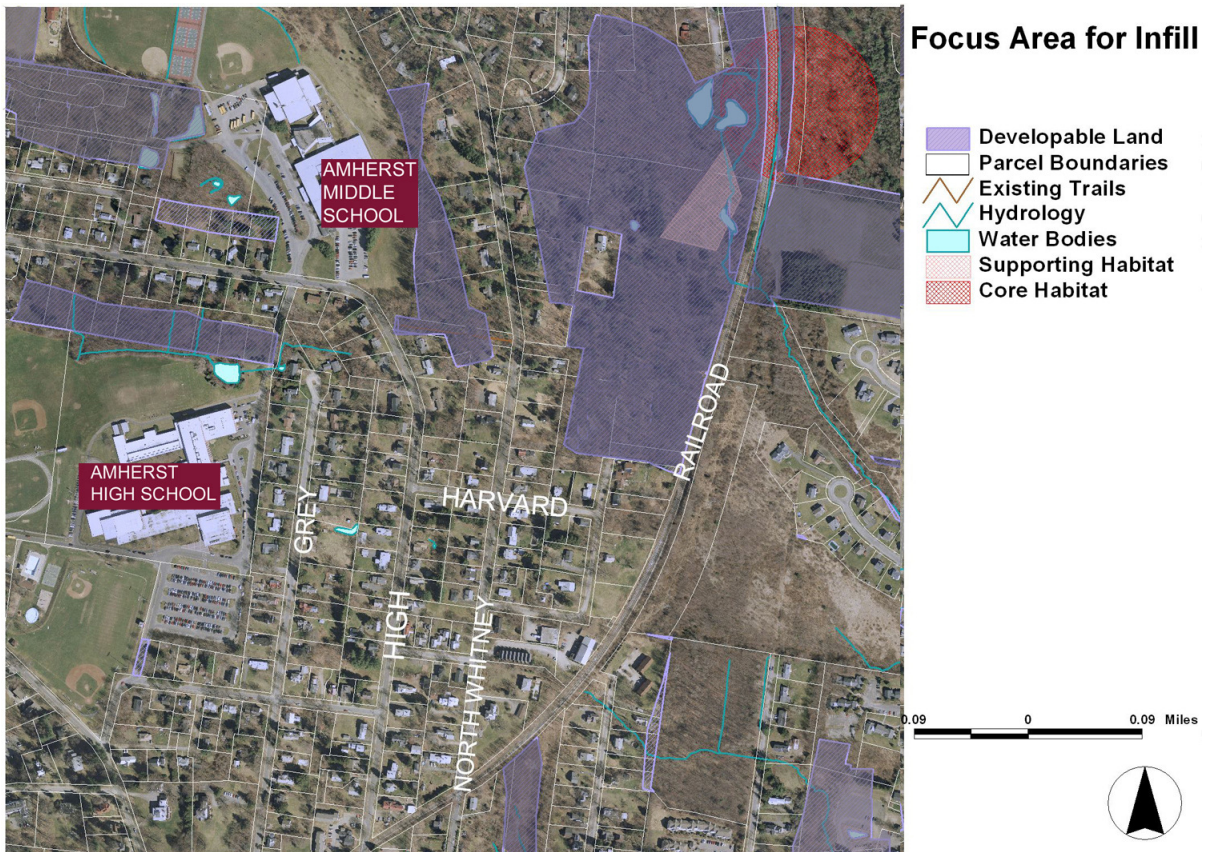 Focus Area for Infill
Developable Land
Parcel Boundaries
Existing Trails
Hydrology
Water Bodies
Supporting Habitat
Core Habitat
AMHERST
MIDDLE
SCHOOL
AMHERST
HIGH SCHOOL
RAILROAD
HARVARD
GREY
HIGH
NORTH WHITNEY
0.09 0 0.09 Miles